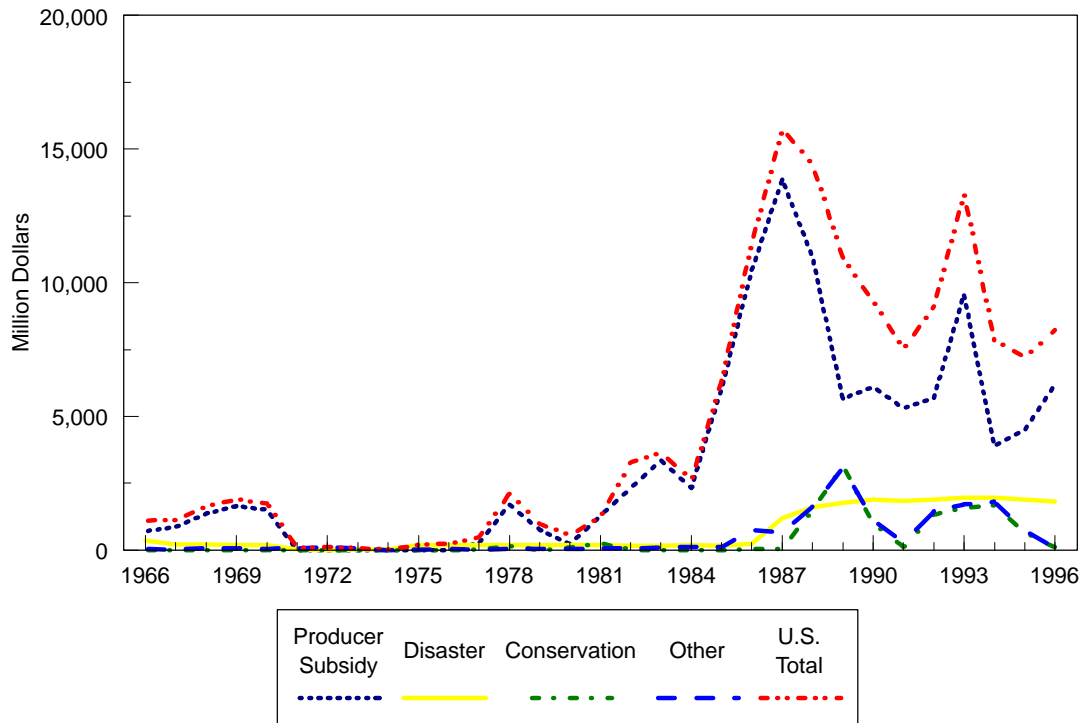 20,000
15,000
10,000
5,000
0
Million Dollars
1966 1969 1972 1975 1978 1981 1984 1987 1990 1993 1996
Producer Subsidy
Disaster
Conservation
Other
U.S. Total